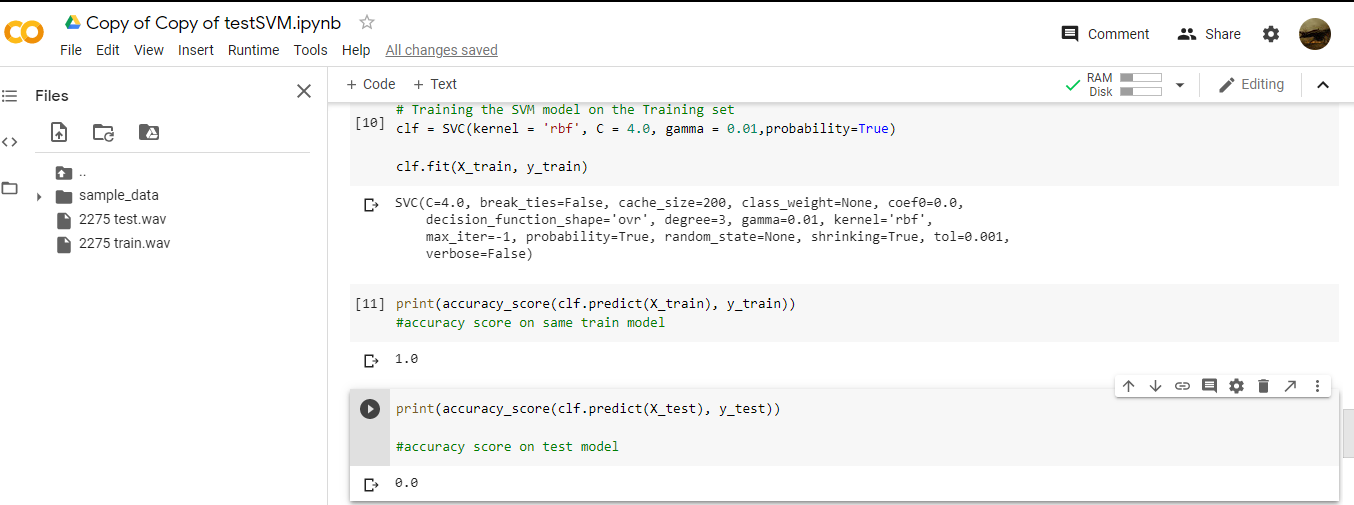 Copy of Copy of testSVM.ipynb
File Edit View Insert Runtime Tools Help All changes saved
Comment Share
Files
+ Code + Text
RAM
Disk
Editing
..
sample_data
2275 test.wav
2275 train.wav
# Training the SVM model on the Training set
[10] clf = SVC(kernel = 'rbf', C = 4.0, gamma = 0.01,probability=True)
clf.fit(X_train, y_train)
SVC(C=4.0, break_ties=False, cache_size=200, class_weight=None, coef0=0.0,
decision_function_shape='ovr', degree=3, gamma=0.01, kernel='rbf',
max_iter=-1, probability=True, random_state=None, shrinking=True, tol=0.001,
verbose=False)
[11] print(accuracy_score(clf.predict(X_train), y_train))
#accuracy score on same train model
1.0
print(accuracy_score(clf.predict(X_test), y_test))
#accuracy score on test model
0.0